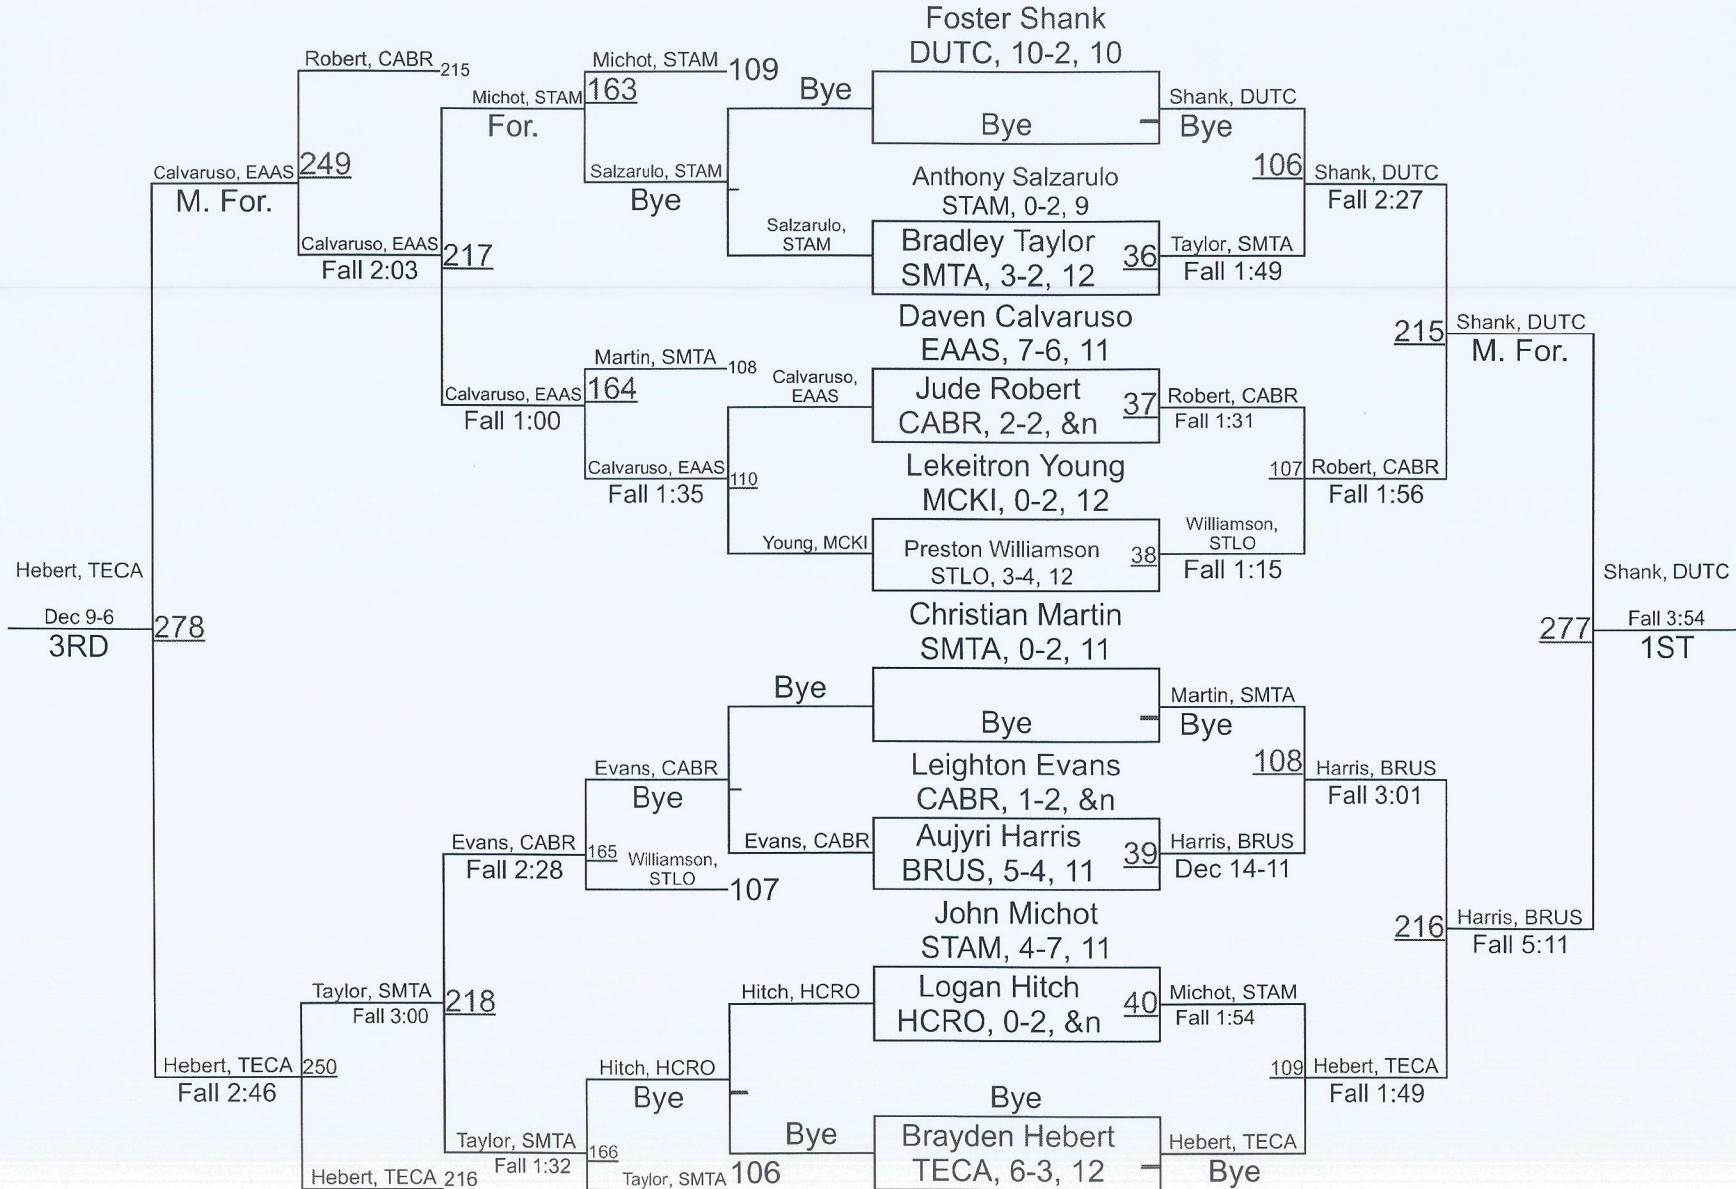 Foster Shank
DUTC, 10-2, 10
Robert, CABR 215
Michot, STAM 109
Michot, STAM 163
For.
Bye
Bye
Shank, DUTC
Bye
Calvaruso, EAAS 249
M. For.
Salzarulo, STAM
Bye
Anthony Salzarulo
STAM, 0-2, 9
106 Shank, DUTC
Fall 2:27
Calvaruso, EAAS 217
Fall 2:03
Salzarulo,
STAM
Bradley Taylor
SMTA, 3-2, 12
36 Taylor, SMTA
Fall 1:49
Daven Calvaruso
EAAS, 7-6, 11
215 Shank, DUTC
M. For.
Martin, SMTA 108
Calvaruso, EAAS 164
Fall 1:00
Calvaruso,
EAAS
Jude Robert
CABR, 2-2, &n
37 Robert, CABR
Fall 1:31
Calvaruso, EAAS 110
Fall 1:35
Lekeitron Young
MCKI, 0-2, 12
107 Robert, CABR
Fall 1:56
Young, MCKI
Preston Williamson
STLO, 3-4, 12
38
Williamson,
STLO
Fall 1:15
Hebert, TECA
Dec 9-6
3RD
278
Christian Martin
SMTA, 0-2, 11
Shank, DUTC
277 Fall 3:54
1ST
Bye
Bye
Martin, SMTA
Bye
Evans, CABR
Bye
Leighton Evans
CABR, 1-2, &n
108 Harris, BRUS
Fall 3:01
Evans, CABR 165
Fall 2:28
Williamson,
STLO
107
Evans, CABR
Aujyri Harris
BRUS, 5-4, 11
39 Harris, BRUS
Dec 14-11
John Michot
STAM, 4-7, 11
216 Harris, BRUS
Fall 5:11
Taylor, SMTA 218
Fall 3:00
Hitch, HCRO
Logan Hitch
HCRO, 0-2, &n
40 Michot, STAM
Fall 1:54
Hebert, TECA 250
Fall 2:46
Hitch, HCRO
Bye
Bye
109 Hebert, TECA
Fall 1:49
Taylor, SMTA 166
Fall 1:32
Bye
Brayden Hebert
TECA, 6-3, 12
Hebert, TECA
Bye
Hebert, TECA 216
Taylor, SMTA 106